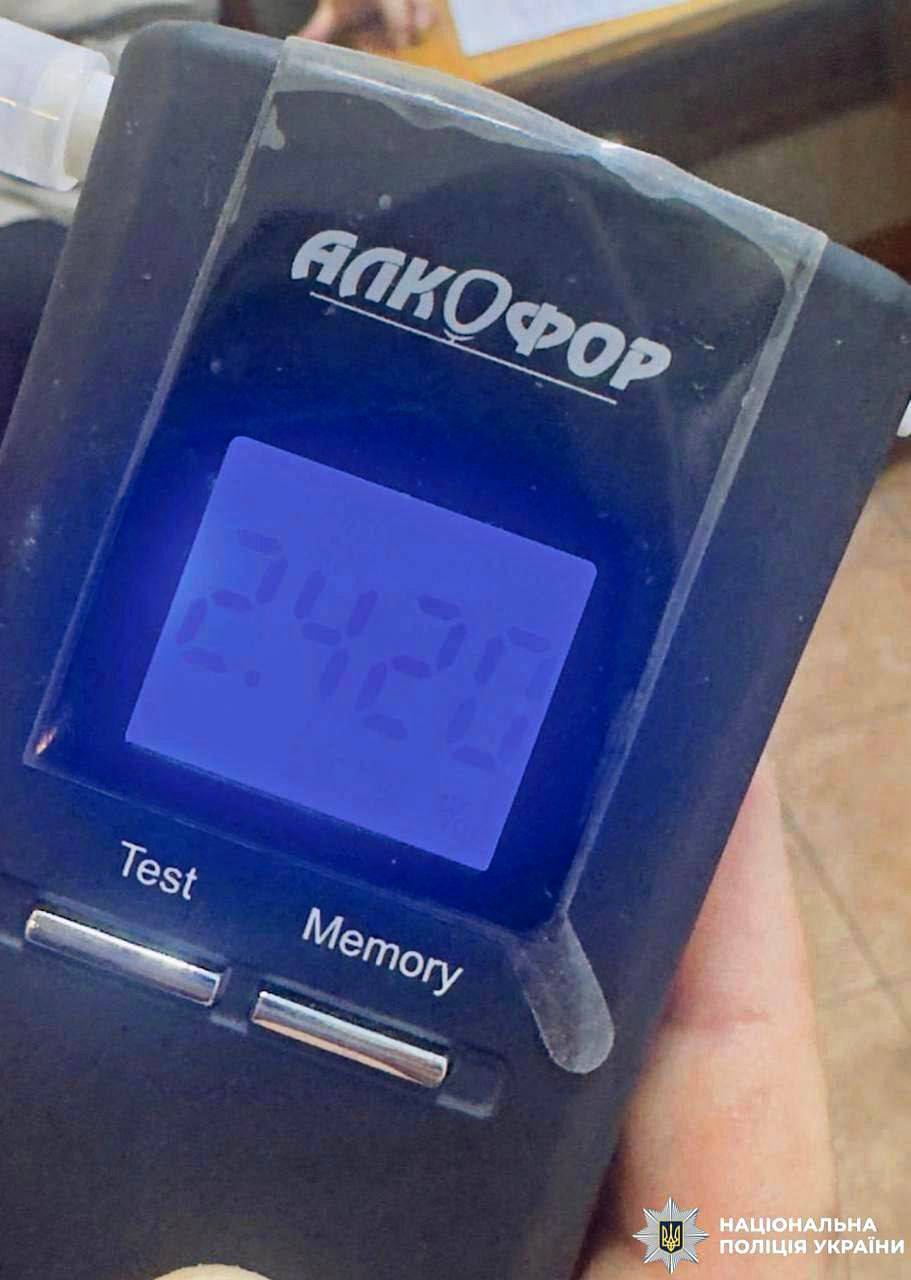 АЛКОФОР
2.420
Test
Memory
НАЦІОНАЛЬНА
ПОЛІЦІЯ УКРАЇНИ